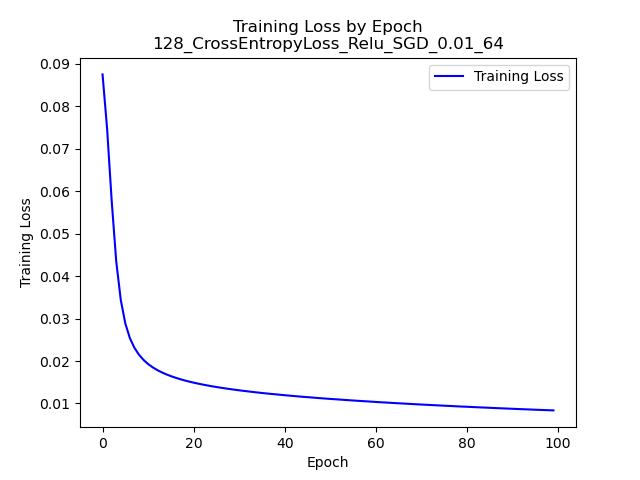 Training Loss by Epoch
128_CrossEntropyLoss_Relu_SGD_0.01_64
Training Loss
0.09
0.08
0.07
0.06
0.05
0.04
0.03
0.02
0.01
Training Loss
0 20 40 60 80 100
Epoch